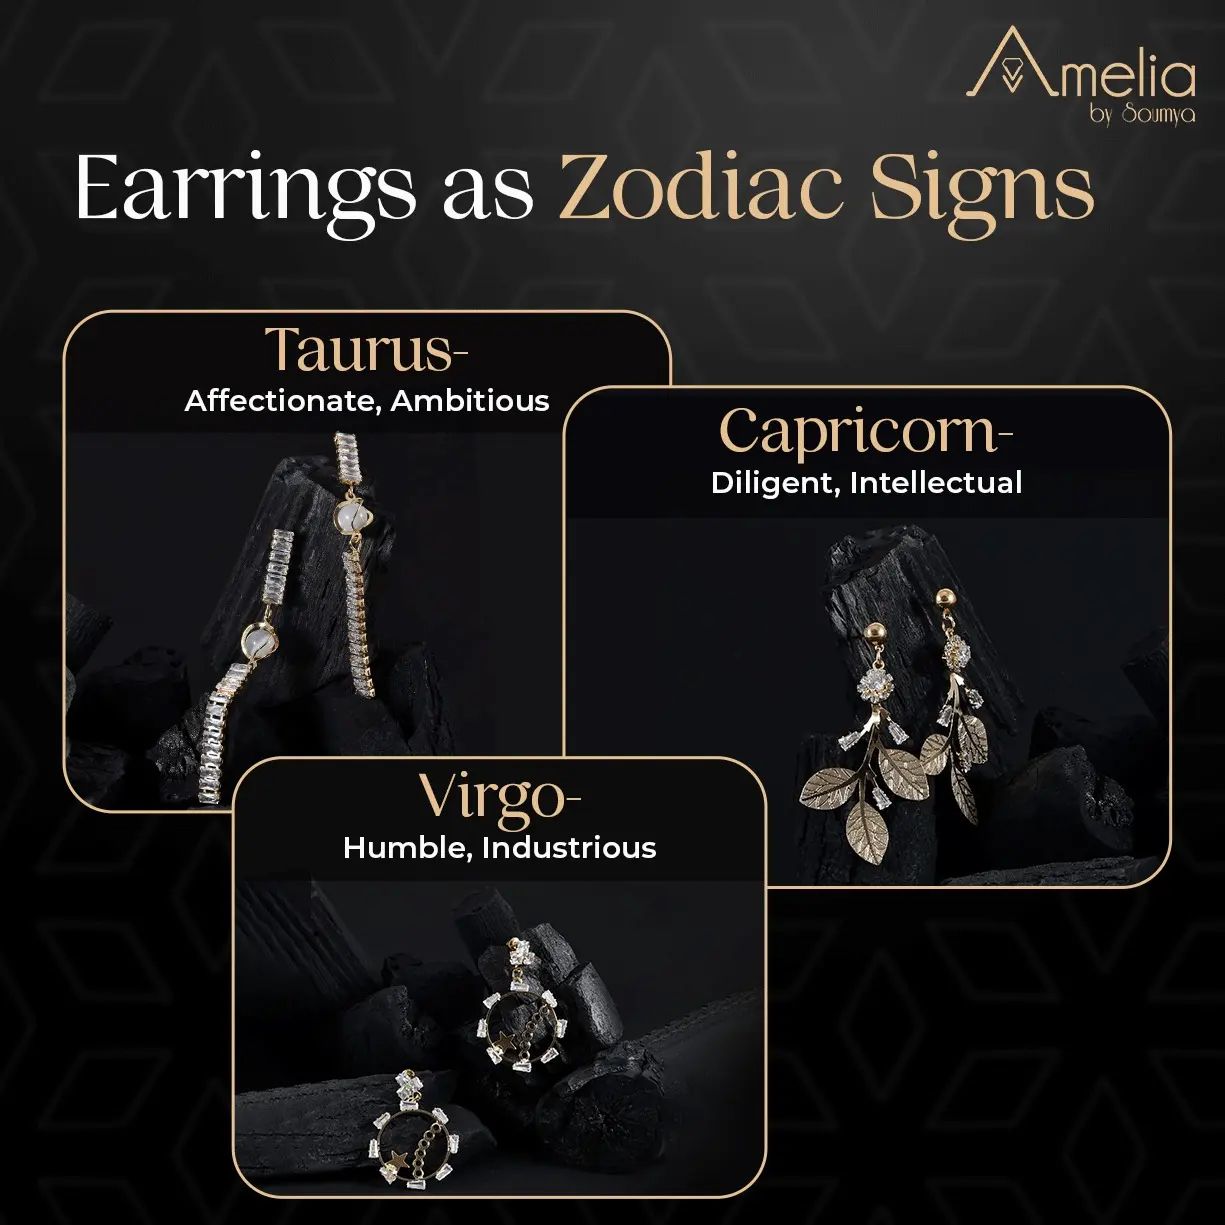 Amelia
by Soumya
Earrings as Zodiac Signs
Taurus-
Affectionate, Ambitious
Capricorn-
Diligent, Intellectual
Virgo-
Humble, Industrious